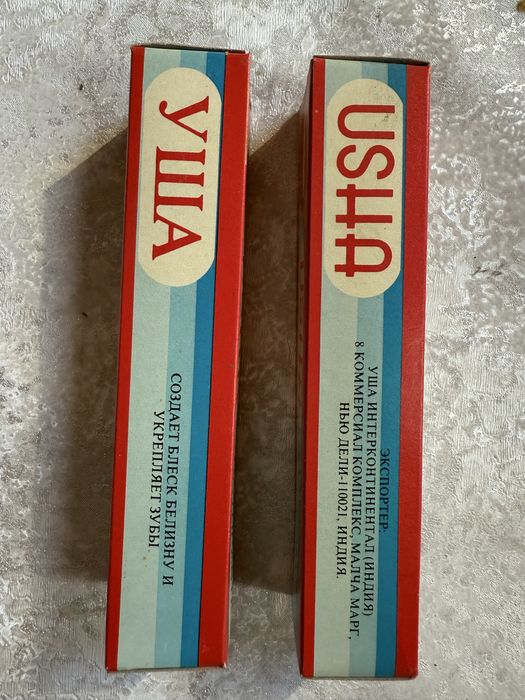 УША
СОЗДАЕТ БЛЕСК БЕЛИЗНУ И
УКРЕПЛЯЕТ ЗУБЫ.
USHA
ЭКСПОРТЕР:
УША ИНТЕРКОНТИНЕНТАЛ (ИНДИЯ)
8 КОММЕРСИАЛ КОМПЛЕКС, МАЛЧА МАРГ,
НЬЮ ДЕЛИ-110021, ИНДИЯ.